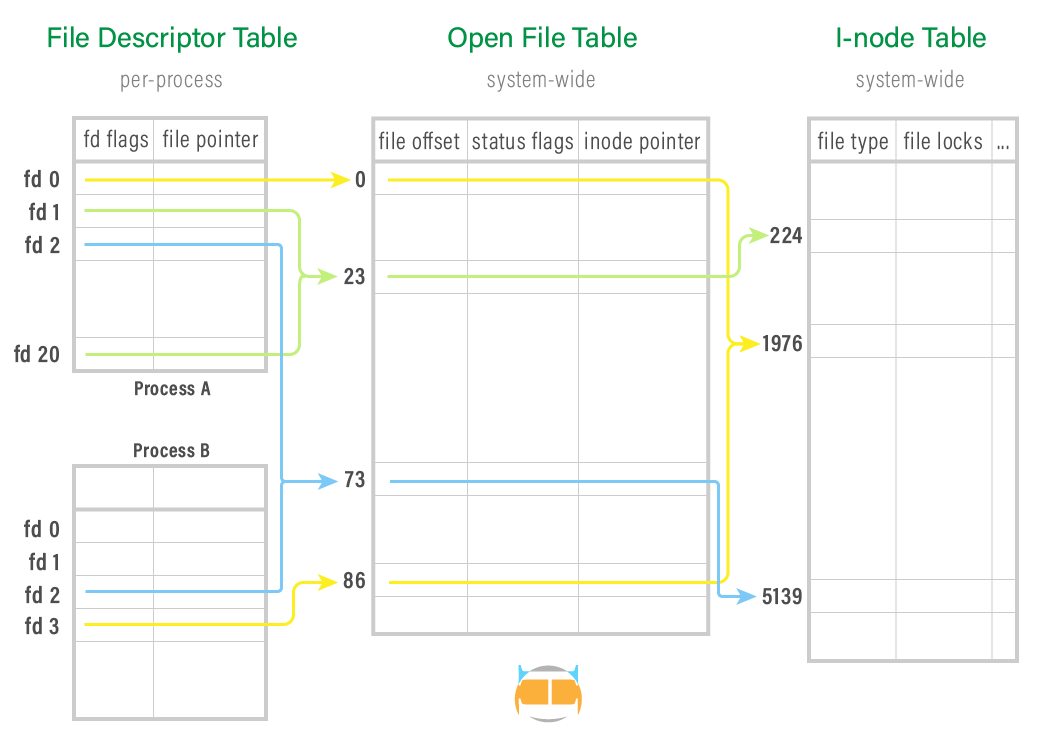 File Descriptor Table
per-process
fd flags
file pointer
fd 0
fd 1
fd 2
fd 20
Process A
Process B
fd 0
fd 1
fd 2
fd 3
Open File Table
system-wide
file offset
status flags
inode pointer
0
23
73
86
I-node Table
system-wide
file type
file locks
...
224
1976
5139